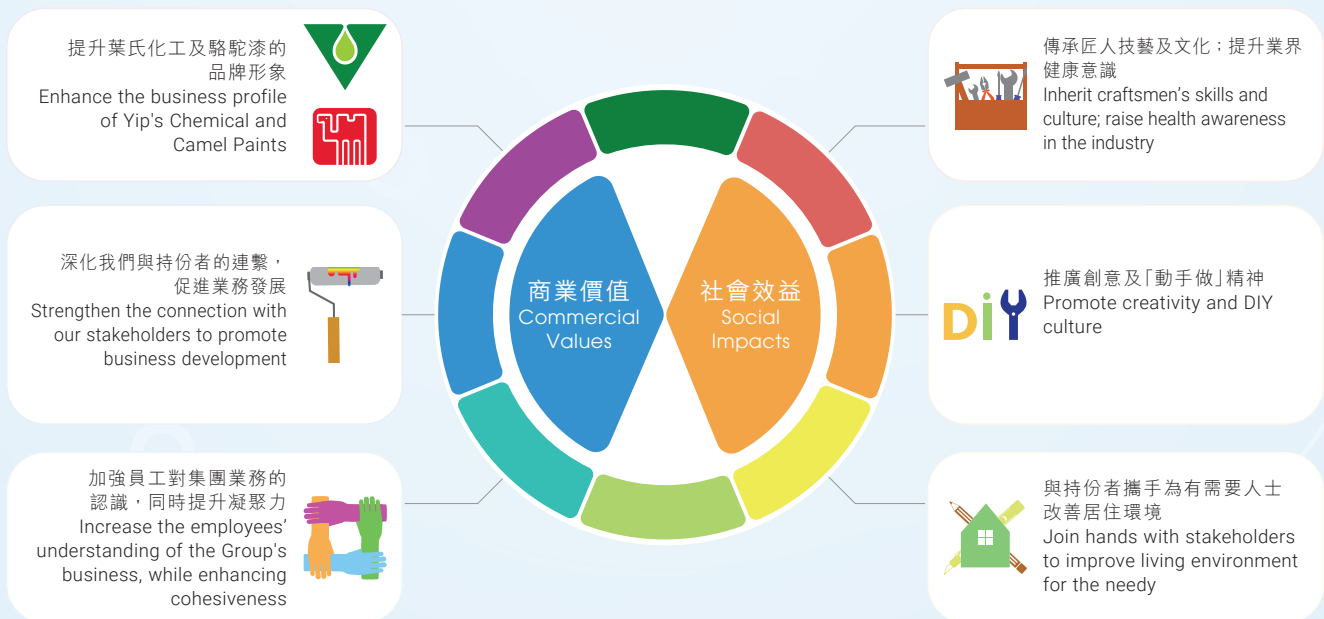 提升葉氏化工及駱駝漆的
品牌形象
Enhance the business profile
of Yip's Chemical and
Camel Paints
深化我們與持份者的連繫，
促進業務發展
Strengthen the connection with
our stakeholders to promote
business development
加強員工對集團業務的
認識，同時提升凝聚力
Increase the employees’
understanding of the Group's
business, while enhancing
cohesiveness
商業價值
Commercial
Values
社會效益
Social
Impacts
傳承匠人技藝及文化；提升業界
健康意識
Inherit craftsmen’s skills and
culture; raise health awareness
in the industry
DiY
推廣創意及「動手做」精神
Promote creativity and DIY
culture
與持份者攜手為有需要人士
改善居住環境
Join hands with stakeholders
to improve living environment
for the needy